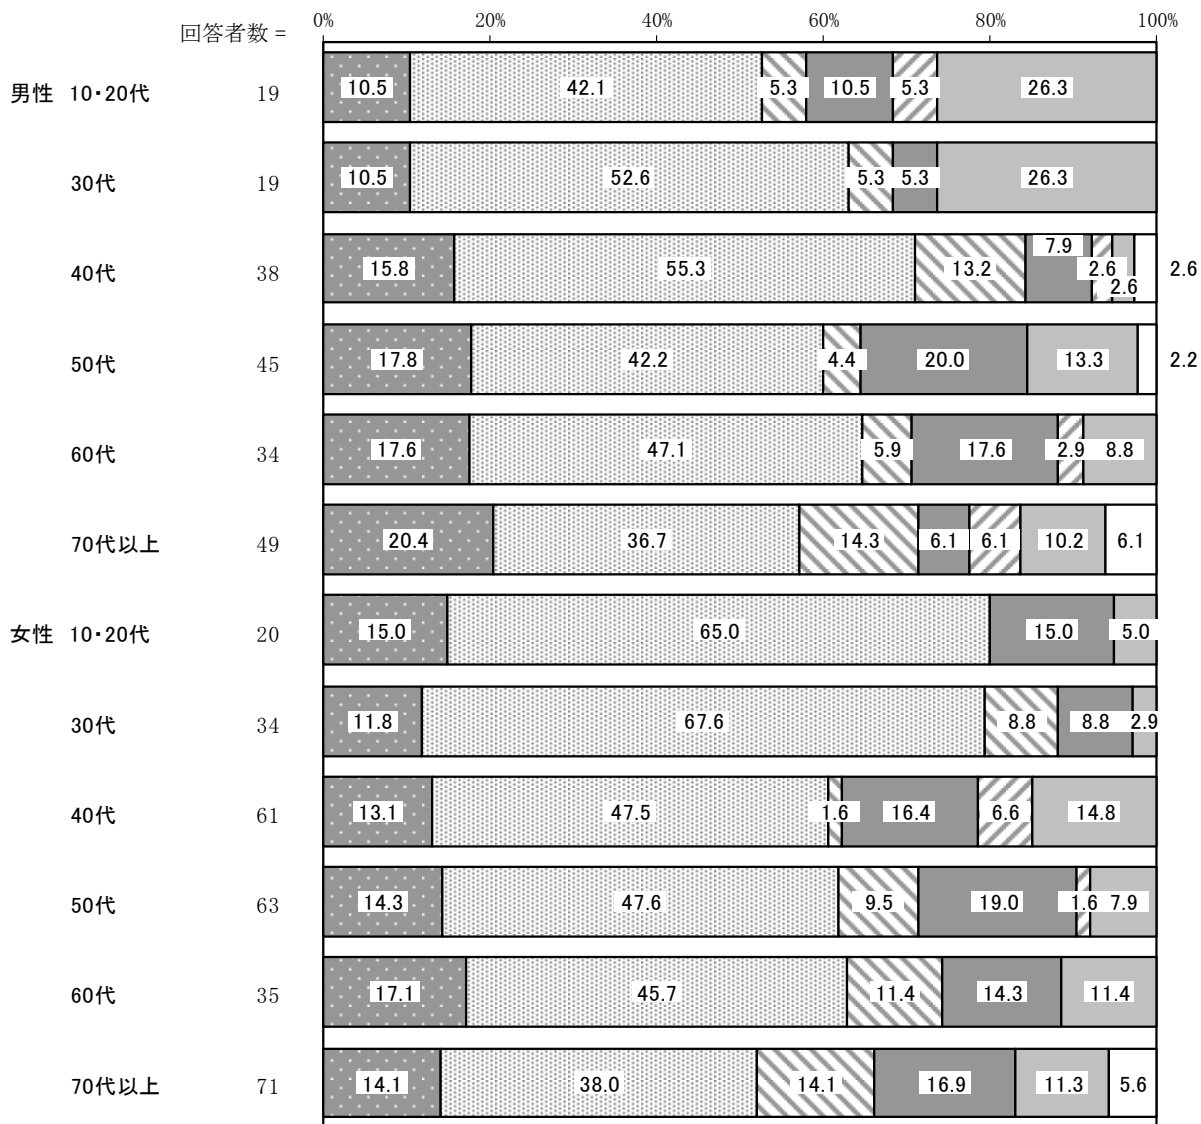 0% 20% 40% 60% 80% 100%
回答者数 =
男性 10・20代 19 10.5 42.1 5.3 10.5 5.3 26.3
30代 19 10.5 52.6 5.3 5.3 26.3
40代 38 15.8 55.3 13.2 7.9 2.6 2.6 2.6
50代 45 17.8 42.2 4.4 20.0 13.3 2.2
60代 34 17.6 47.1 5.9 17.6 2.9 8.8
70代以上 49 20.4 36.7 14.3 6.1 6.1 10.2 6.1
女性 10・20代 20 15.0 65.0 15.0 5.0
30代 34 11.8 67.6 8.8 8.8 2.9
40代 61 13.1 47.5 1.6 16.4 6.6 14.8
50代 63 14.3 47.6 9.5 19.0 1.6 7.9
60代 35 17.1 45.7 11.4 14.3 11.4
70代以上 71 14.1 38.0 14.1 16.9 11.3 5.6